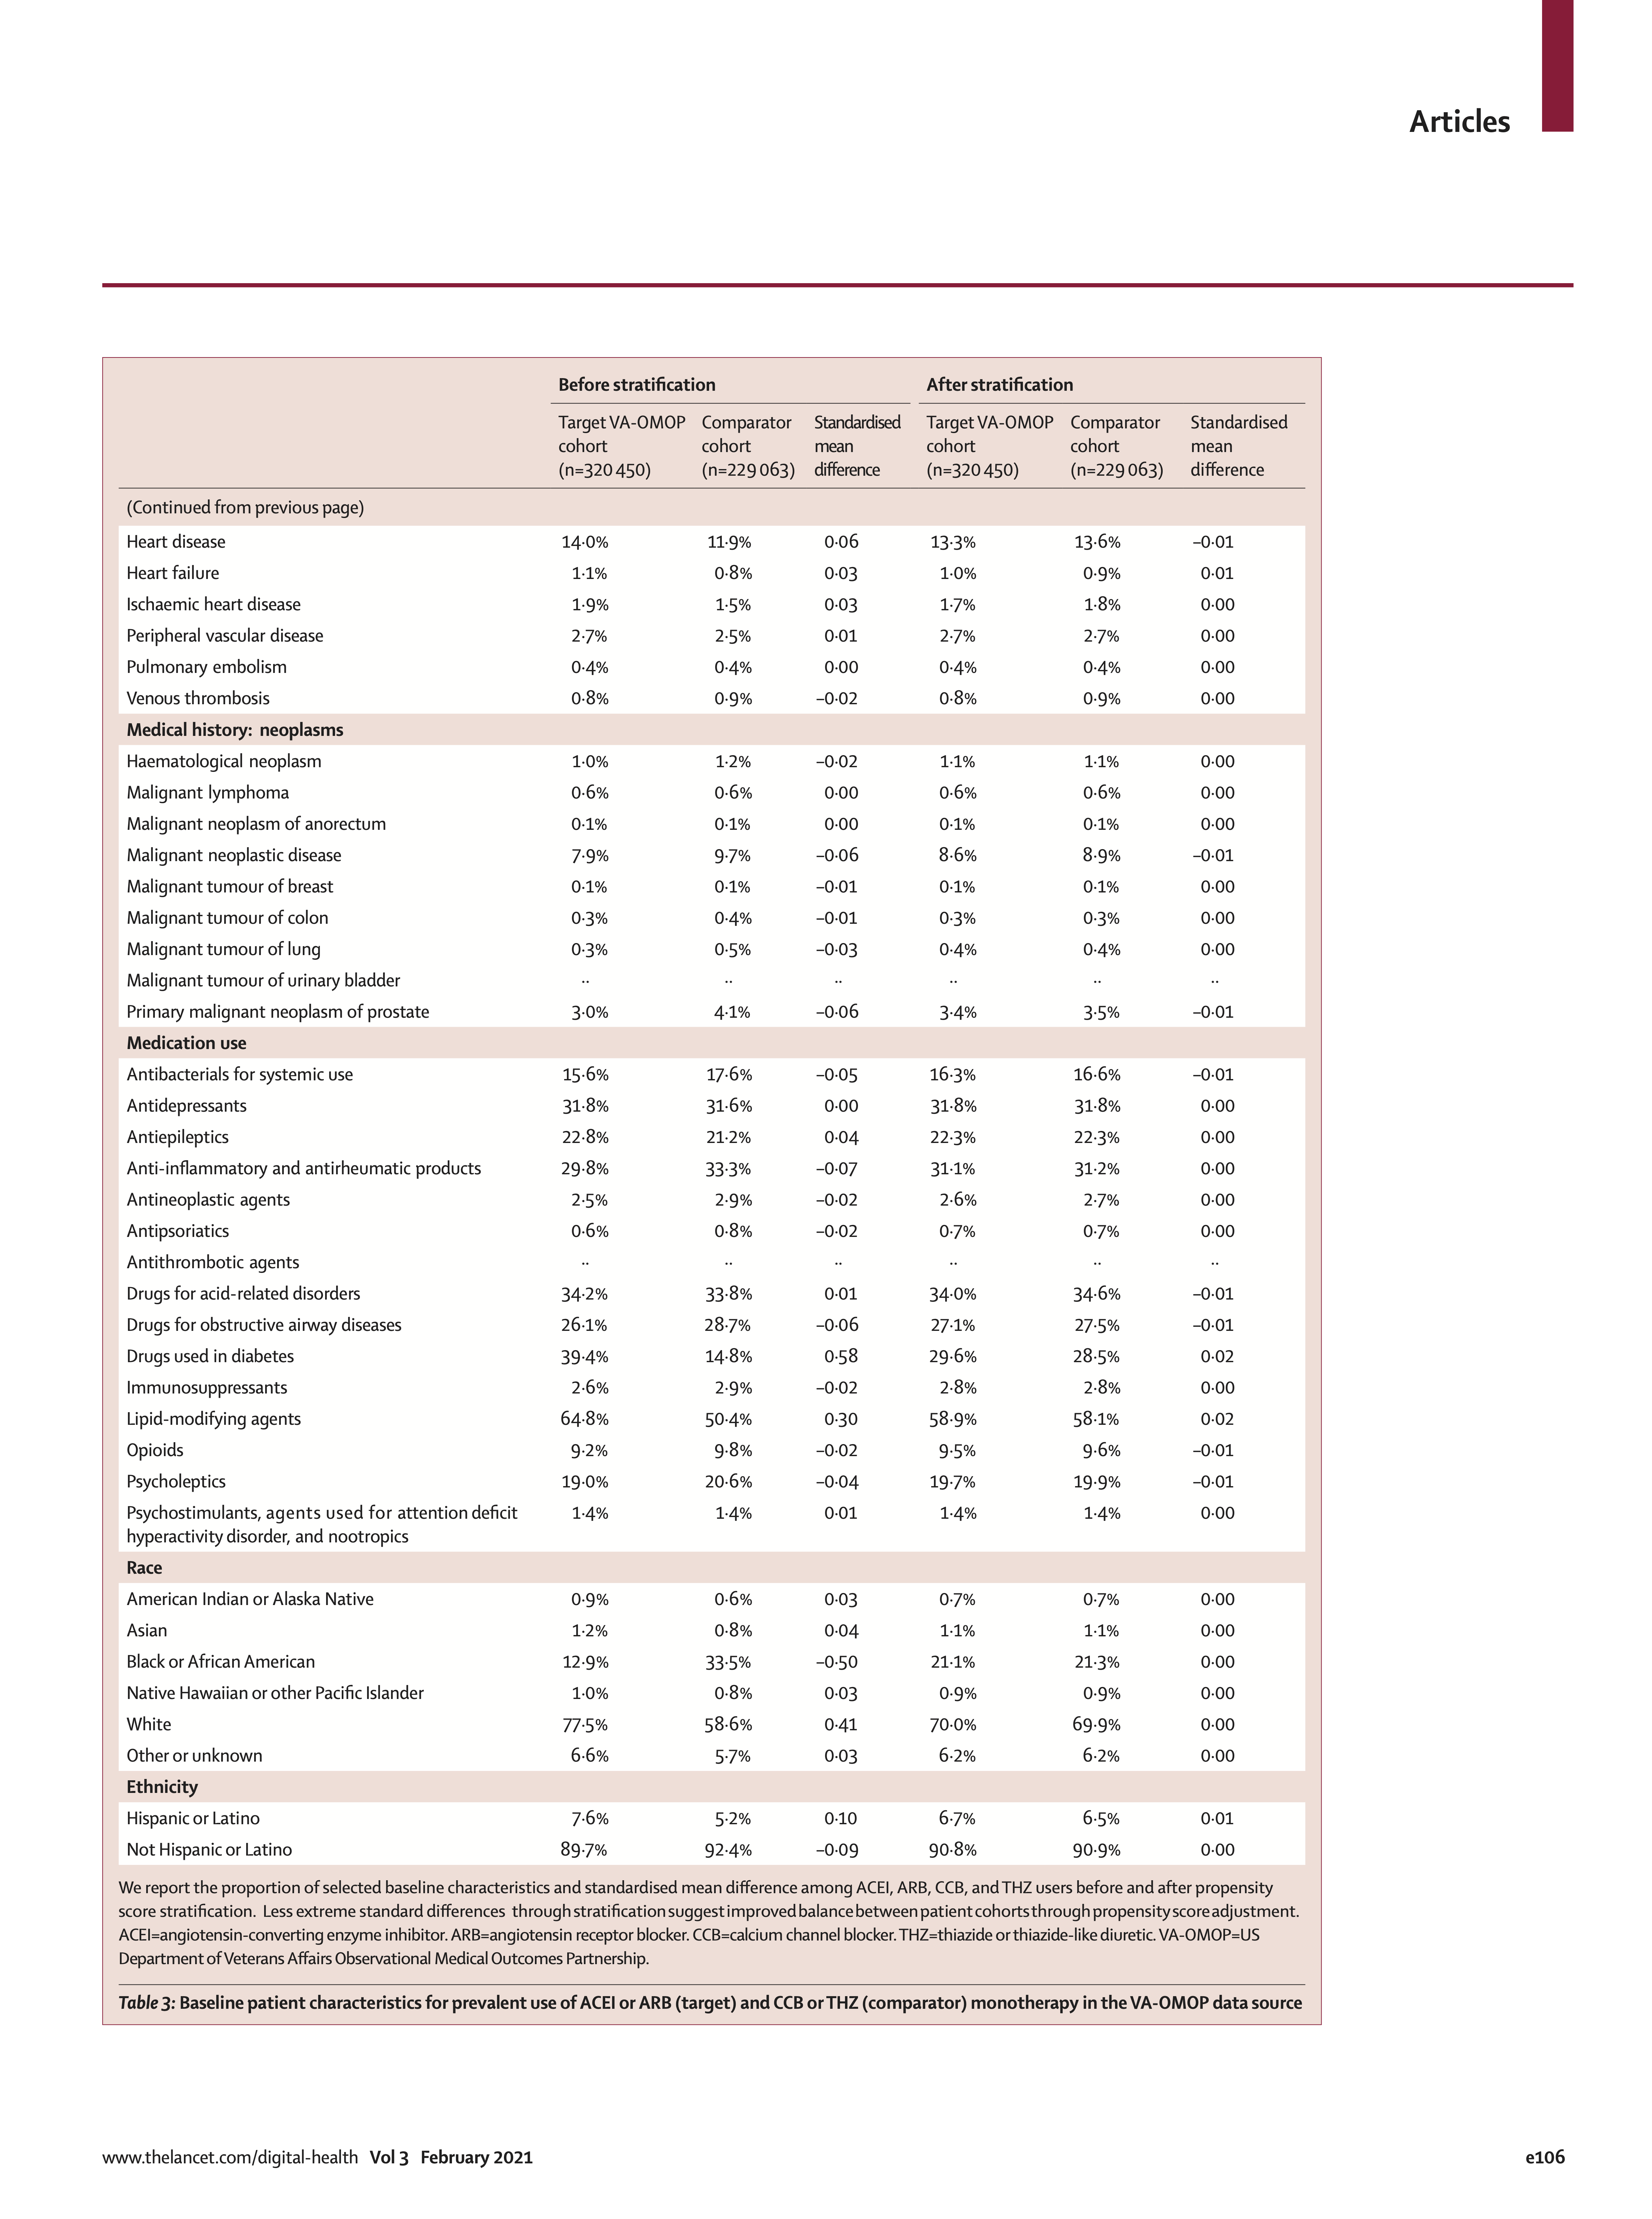 Articles
Before stratification After stratification
Target VA-OMOP cohort (n=320 450) Comparator cohort (n=229 063) Standardised mean difference Target VA-OMOP cohort (n=320 450) Comparator cohort (n=229 063) Standardised mean difference
(Continued from previous page)
Heart disease 14·0% 11·9% 0·06 13·3% 13·6% –0·01
Heart failure 1·1% 0·8% 0·03 1·0% 0·9% 0·01
Ischaemic heart disease 1·9% 1·5% 0·03 1·7% 1·8% 0·00
Peripheral vascular disease 2·7% 2·5% 0·01 2·7% 2·7% 0·00
Pulmonary embolism 0·4% 0·4% 0·00 0·4% 0·4% 0·00
Venous thrombosis 0·8% 0·9% –0·02 0·8% 0·9% 0·00
Medical history: neoplasms
Haematological neoplasm 1·0% 1·2% –0·02 1·1% 1·1% 0·00
Malignant lymphoma 0·6% 0·6% 0·00 0·6% 0·6% 0·00
Malignant neoplasm of anorectum 0·1% 0·1% 0·00 0·1% 0·1% 0·00
Malignant neoplastic disease 7·9% 9·7% –0·06 8·6% 8·9% –0·01
Malignant tumour of breast 0·1% 0·1% –0·01 0·1% 0·1% 0·00
Malignant tumour of colon 0·3% 0·4% –0·01 0·3% 0·3% 0·00
Malignant tumour of lung 0·3% 0·5% –0·03 0·4% 0·4% 0·00
Malignant tumour of urinary bladder ·· ·· ·· ·· ·· ··
Primary malignant neoplasm of prostate 3·0% 4·1% –0·06 3·4% 3·5% –0·01
Medication use
Antibacterials for systemic use 15·6% 17·6% –0·05 16·3% 16·6% –0·01
Antidepressants 31·8% 31·6% 0·00 31·8% 31·8% 0·00
Antiepileptics 22·8% 21·2% 0·04 22·3% 22·3% 0·00
Anti-inflammatory and antirheumatic products 29·8% 33·3% –0·07 31·1% 31·2% 0·00
Antineoplastic agents 2·5% 2·9% –0·02 2·6% 2·7% 0·00
Antipsoriatics 0·6% 0·8% –0·02 0·7% 0·7% 0·00
Antithrombotic agents ·· ·· ·· ·· ·· ··
Drugs for acid-related disorders 34·2% 33·8% 0·01 34·0% 34·6% –0·01
Drugs for obstructive airway diseases 26·1% 28·7% –0·06 27·1% 27·5% –0·01
Drugs used in diabetes 39·4% 14·8% 0·58 29·6% 28·5% 0·02
Immunosuppressants 2·6% 2·9% –0·02 2·8% 2·8% 0·00
Lipid-modifying agents 64·8% 50·4% 0·30 58·9% 58·1% 0·02
Opioids 9·2% 9·8% –0·02 9·5% 9·6% –0·01
Psycholeptics 19·0% 20·6% –0·04 19·7% 19·9% –0·01
Psychostimulants, agents used for attention deficit 1·4% 1·4% 0·01 1·4% 1·4% 0·00
hyperactivity disorder, and nootropics
Race
American Indian or Alaska Native 0·9% 0·6% 0·03 0·7% 0·7% 0·00
Asian 1·2% 0·8% 0·04 1·1% 1·1% 0·00
Black or African American 12·9% 33·5% –0·50 21·1% 21·3% 0·00
Native Hawaiian or other Pacific Islander 1·0% 0·8% 0·03 0·9% 0·9% 0·00
White 77·5% 58·6% 0·41 70·0% 69·9% 0·00
Other or unknown 6·6% 5·7% 0·03 6·2% 6·2% 0·00
Ethnicity
Hispanic or Latino 7·6% 5·2% 0·10 6·7% 6·5% 0·01
Not Hispanic or Latino 89·7% 92·4% –0·09 90·8% 90·9% 0·00
We report the proportion of selected baseline characteristics and standardised mean difference among ACEI, ARB, CCB, and THZ users before and after propensity
score stratification. Less extreme standard differences through stratification suggest improved balance between patient cohorts through propensity score adjustment.
ACEI=angiotensin-converting enzyme inhibitor. ARB=angiotensin receptor blocker. CCB=calcium channel blocker. THZ=thiazide or thiazide-like diuretic. VA-OMOP=US
Department of Veterans Affairs Observational Medical Outcomes Partnership.
Table 3: Baseline patient characteristics for prevalent use of ACEI or ARB (target) and CCB or THZ (comparator) monotherapy in the VA-OMOP data source
www.thelancet.com/digital-health Vol 3 February 2021 e106